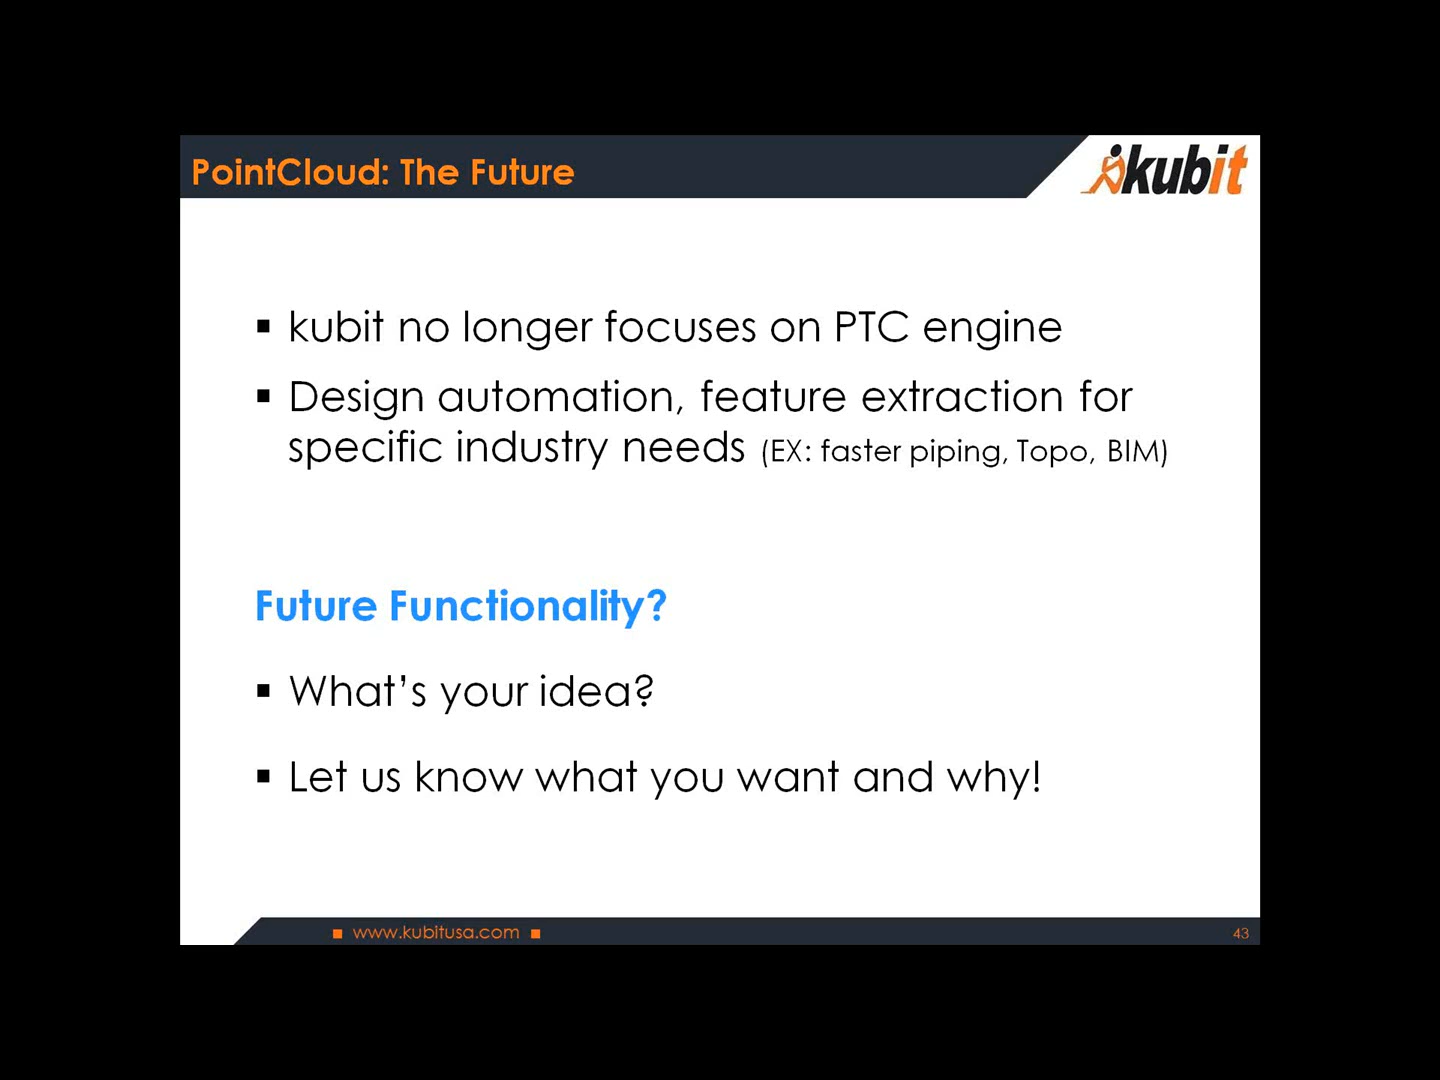 PointCloud: The Future
kubit
▪ kubit no longer focuses on PTC engine
▪ Design automation, feature extraction for
specific industry needs (EX: faster piping, Topo, BIM)
Future Functionality?
▪ What’s your idea?
▪ Let us know what you want and why!
▪ www.kubitusa.com ▪
43